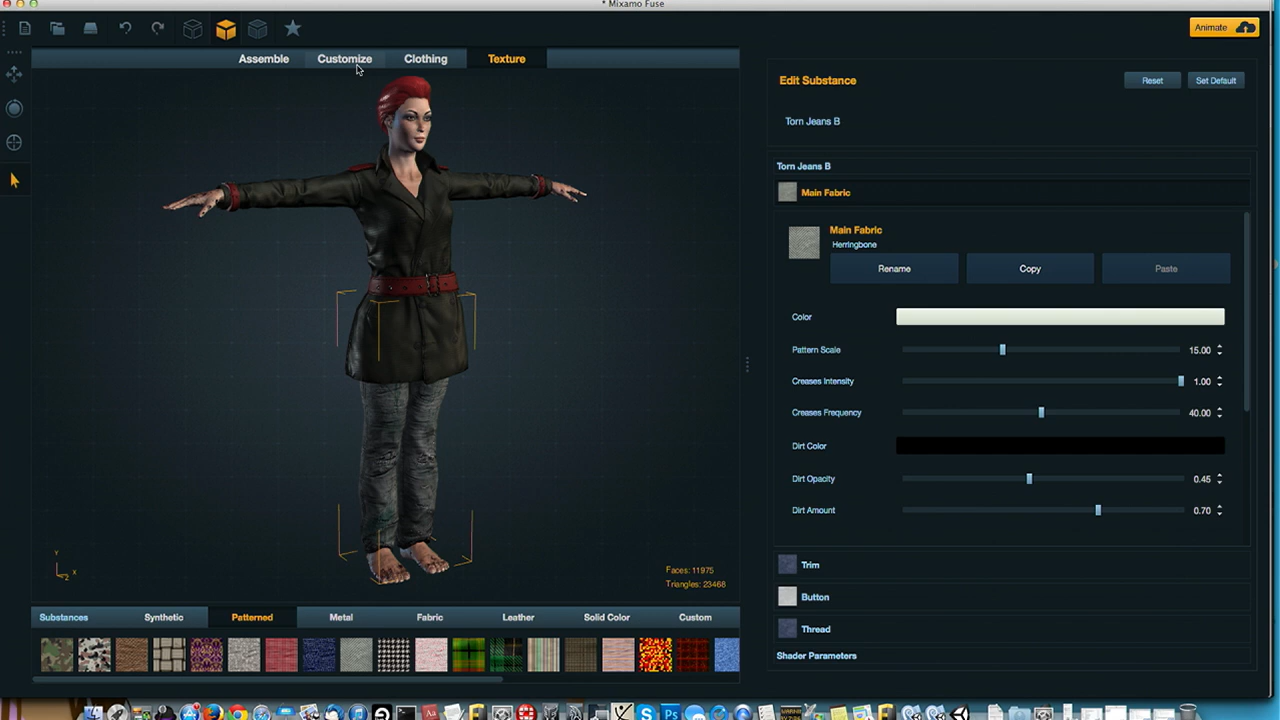 * Mixamo Fuse
Animate
Assemble Customize Clothing Texture
Edit Substance Reset Set Default
Torn Jeans B
Torn Jeans B
Main Fabric
Main Fabric
Herringbone
Rename Copy Paste
Color
Pattern Scale 15.00
Creases Intensity 1.00
Creases Frequency 40.00
Dirt Color
Dirt Opacity 0.45
Dirt Amount 0.70
Trim
Button
Thread
Shader Parameters
Y
X
Z
Faces: 11975
Triangles: 23468
Substances Synthetic Patterned Metal Fabric Leather Solid Color Custom